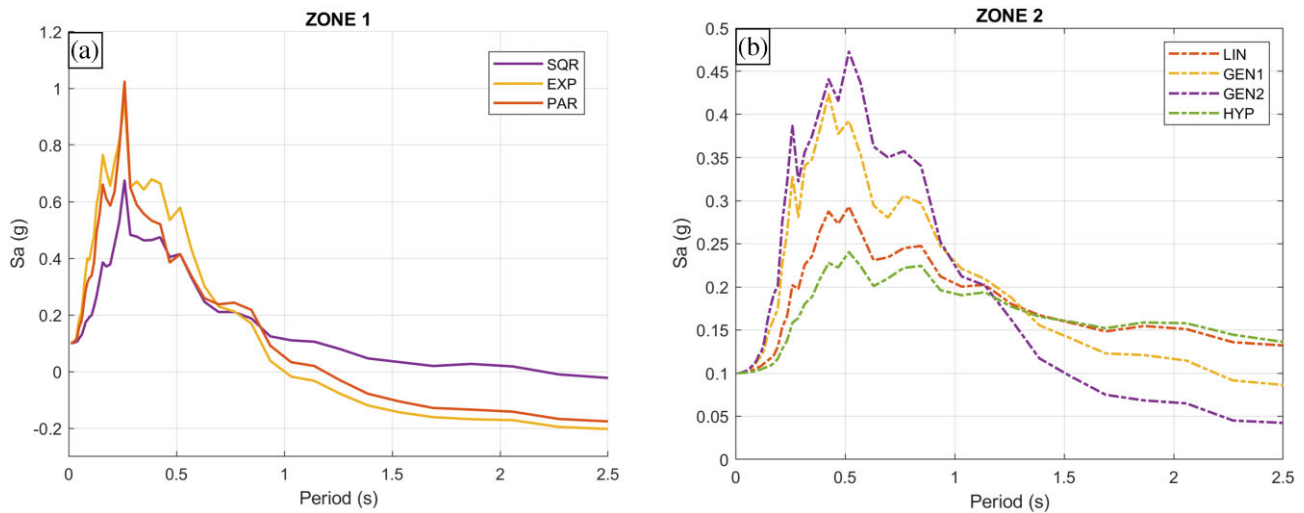 ZONE 1
(a)
1.2
1
0.8
0.6
0.4
0.2
0
-0.2
Sa (g)
SQR
EXP
PAR
0 0.5 1 1.5 2 2.5
Period (s)
ZONE 2
(b)
0.5
0.45
0.4
0.35
0.3
0.25
0.2
0.15
0.1
0.05
0
Sa (g)
LIN
GEN1
GEN2
HYP
0 0.5 1 1.5 2 2.5
Period (s)